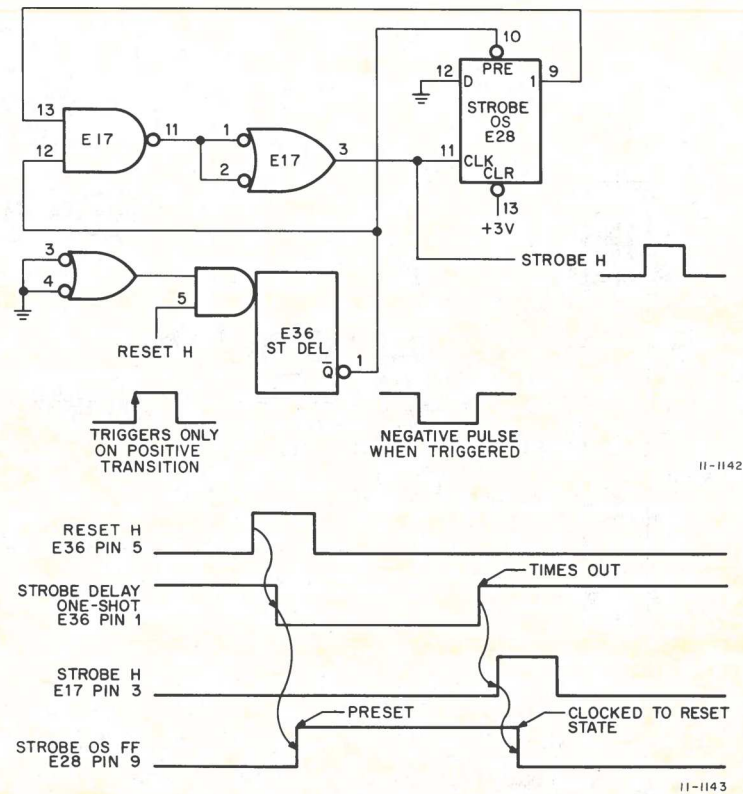 10
12
D
PRE
1
9
STROBE
OS
E28
13
E17
11
12
1
2
E17
3
11
CLK
CLR
13
+3V
STROBE H
3
4
5
RESET H
E36
ST DEL
Q̅
1
TRIGGERS ONLY
ON POSITIVE
TRANSITION
NEGATIVE PULSE
WHEN TRIGGERED
11-1142
RESET H
E36 PIN 5
STROBE DELAY
ONE-SHOT
E36 PIN 1
TIMES OUT
STROBE H
E17 PIN 3
PRESET
CLOCKED TO RESET
STATE
STROBE OS FF
E28 PIN 9
11-1143